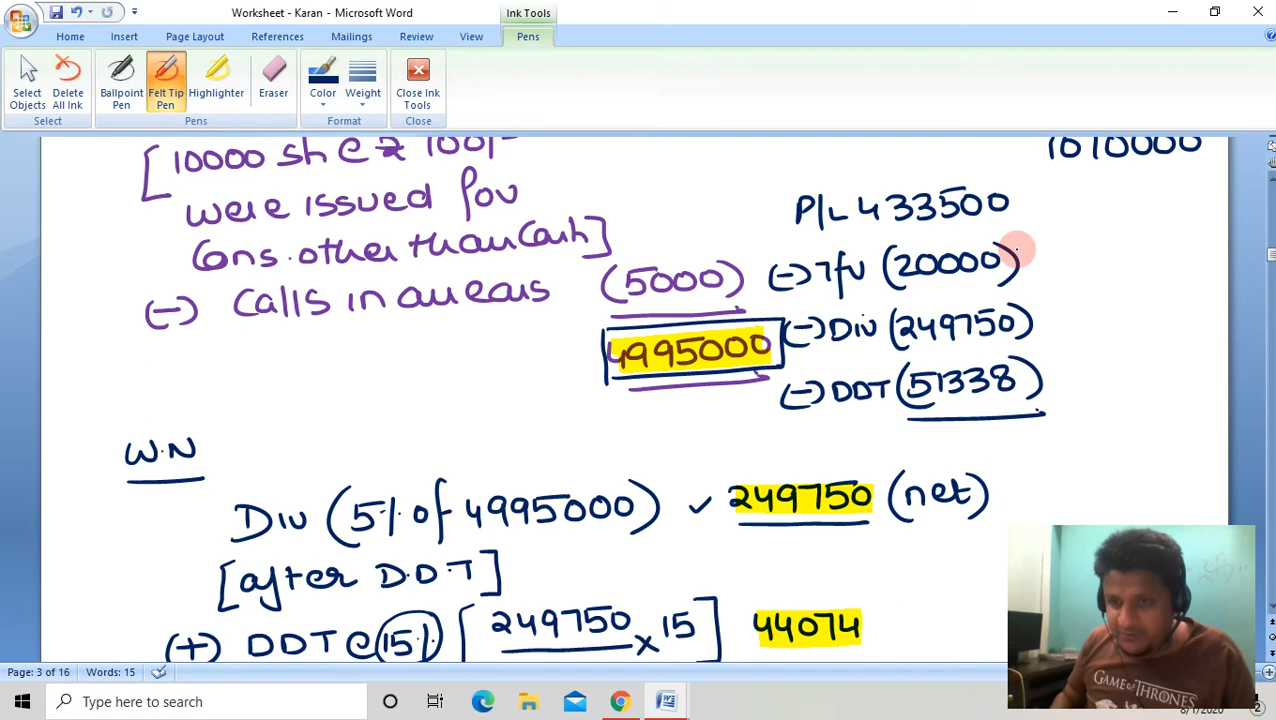 Worksheet - Karan - Microsoft Word
Ink Tools
Home Insert Page Layout References Mailings Review View Pens
Select Objects
Delete All Ink
Ballpoint Pen
Felt Tip Pen
Highlighter
Eraser
Color
Weight
Close Ink Tools
Select Pens Format Close
[10000 sh @ ₹ 100/-
were issued for
Cons. other than Cash]
(-) Calls in arrears (5000)
4995000
1010000
P/L 433500
(-) Tfr (20000)
(-) Div (249750)
(-) DDT (51338)
W.N
Div (5% of 4995000) ✓ 249750 (net)
[after D.D.T]
(+) DDT @ 15% [249750 x 15] 44074
GAME OF THRONES
Page: 3 of 16 Words: 15
Type here to search
8/1/2020
2